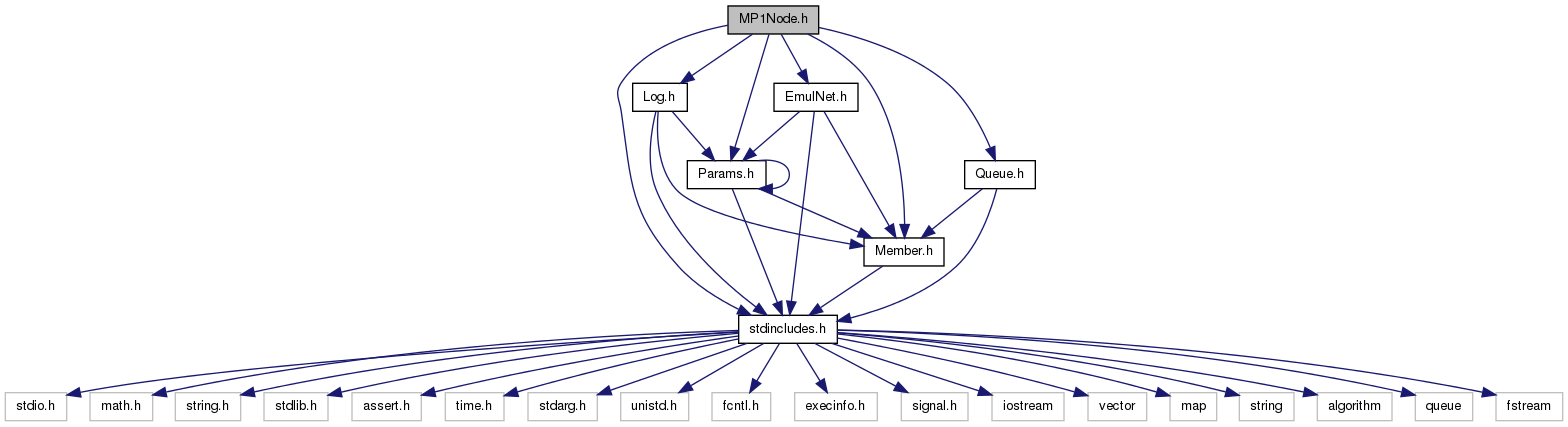 MP1Node.h
Log.h
EmulNet.h
Params.h
Queue.h
Member.h
stdincludes.h
stdio.h
math.h
string.h
stdlib.h
assert.h
time.h
stdarg.h
unistd.h
fcntl.h
execinfo.h
signal.h
iostream
vector
map
string
algorithm
queue
fstream